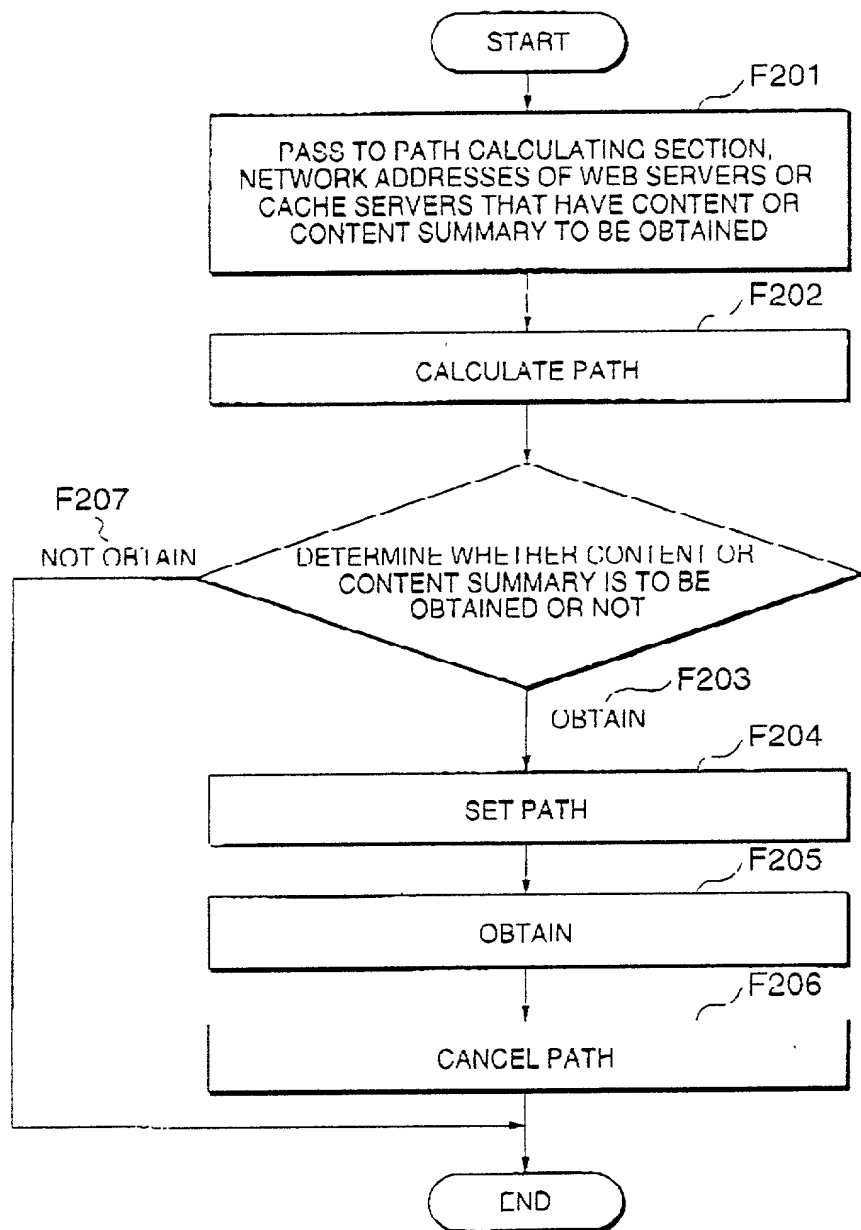 START
F201
PASS TO PATH CALCULATING SECTION,
NETWORK ADDRESSES OF WEB SERVERS OR
CACHE SERVERS THAT HAVE CONTENT OR
CONTENT SUMMARY TO BE OBTAINED
F202
CALCULATE PATH
F207
NOT OBTAIN
DETERMINE WHETHER CONTENT OR
CONTENT SUMMARY IS TO BE
OBTAINED OR NOT
F203
OBTAIN
F204
SET PATH
F205
OBTAIN
F206
CANCEL PATH
END